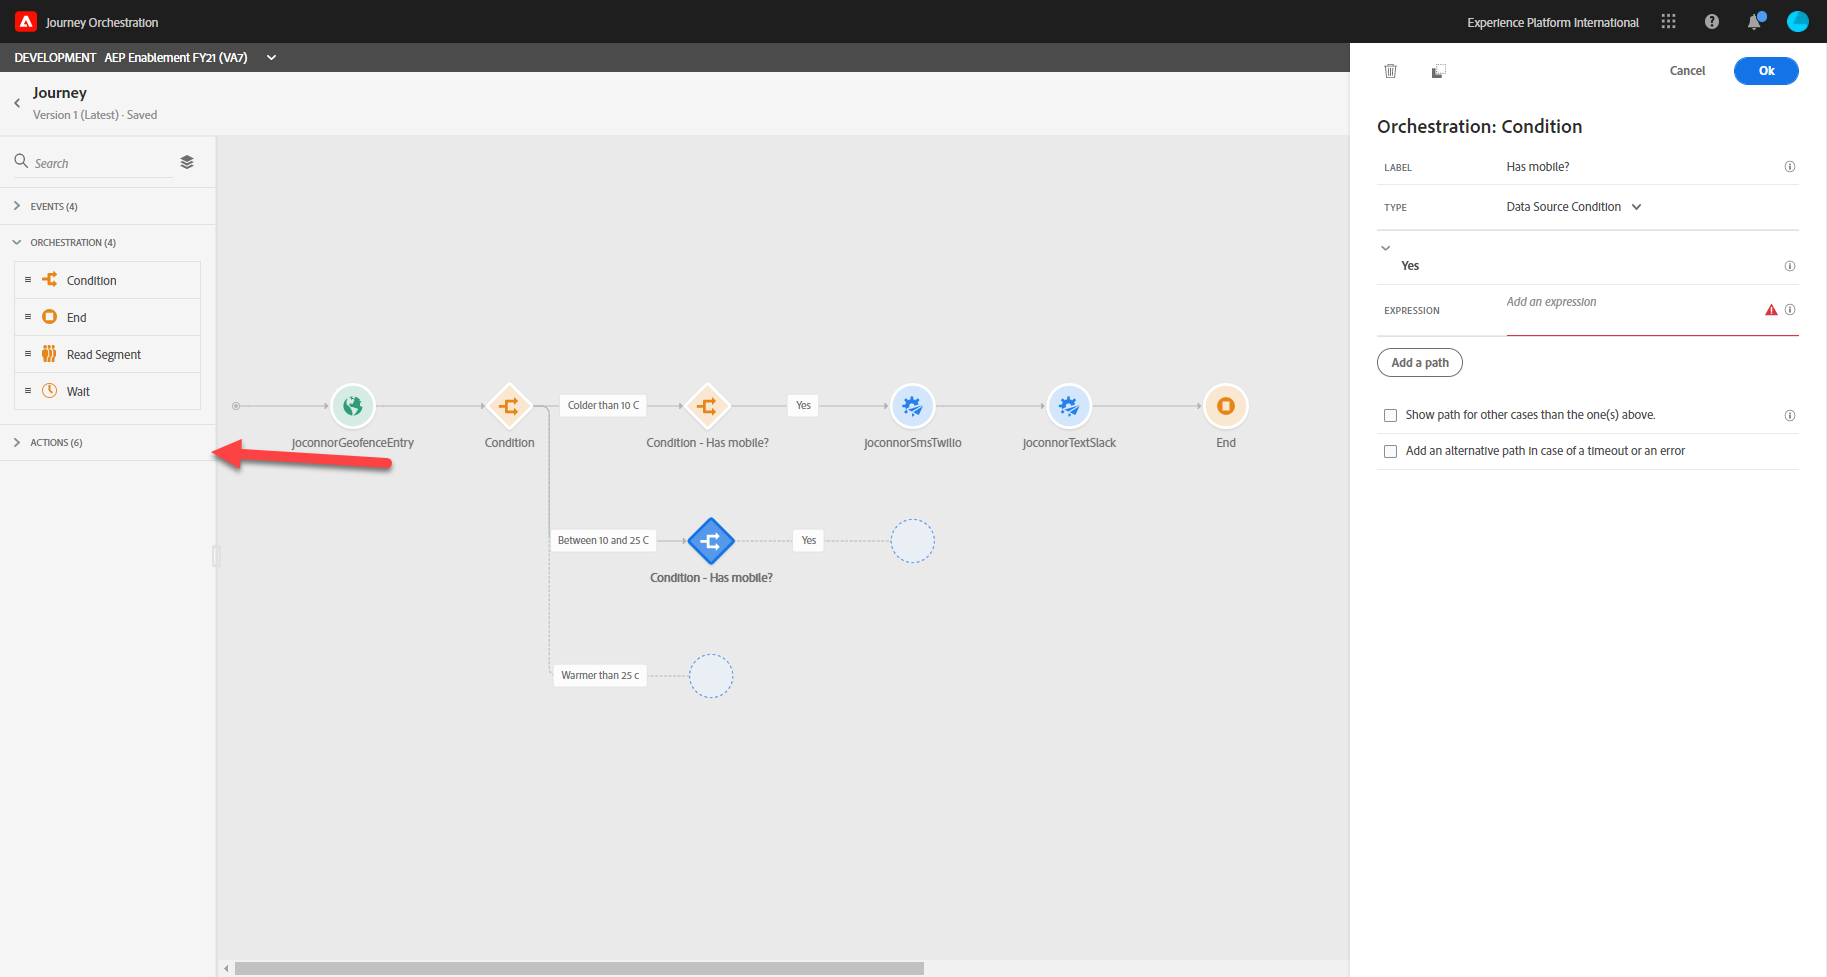 Journey Orchestration
Experience Platform International
DEVELOPMENT AEP Enablement FY21 (VA7)
Cancel
Ok
Journey
Version 1 (Latest) · Saved
Orchestration: Condition
Search
LABEL Has mobile?
TYPE Data Source Condition
EVENTS (4)
ORCHESTRATION (4)
Condition
End
Read Segment
Wait
ACTIONS (6)
Yes
EXPRESSION Add an expression
Add a path
Show path for other cases than the one(s) above.
Add an alternative path in case of a timeout or an error
Colder than 10 C
Yes
joconnorGeofenceEntry
Condition
Condition - Has mobile?
joconnorSmsTwilio
joconnorTextSlack
End
Between 10 and 25 C
Yes
Condition - Has mobile?
Warmer than 25 c